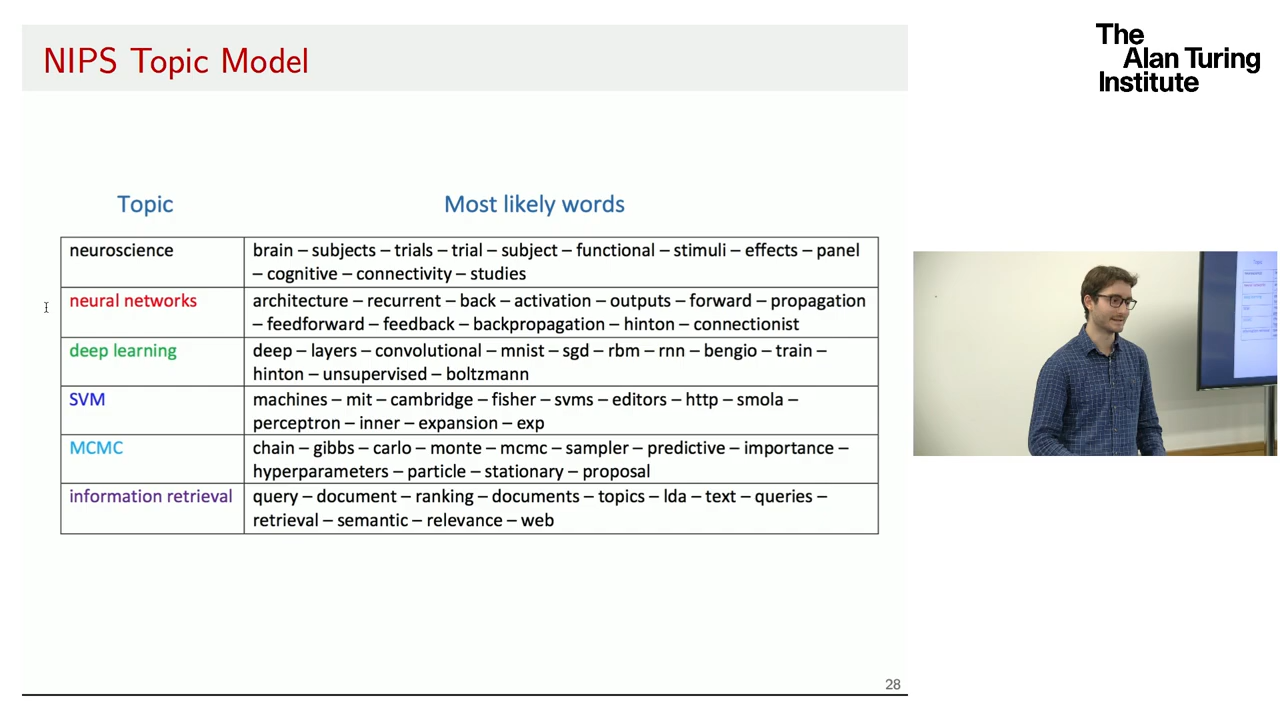 NIPS Topic Model
The
Alan Turing
Institute
Topic
Most likely words
neuroscience
brain – subjects – trials – trial – subject – functional – stimuli – effects – panel
– cognitive – connectivity – studies
neural networks
architecture – recurrent – back – activation – outputs – forward – propagation
– feedforward – feedback – backpropagation – hinton – connectionist
deep learning
deep – layers – convolutional – mnist – sgd – rbm – rnn – bengio – train –
hinton – unsupervised – boltzmann
SVM
machines – mit – cambridge – fisher – svms – editors – http – smola –
perceptron – inner – expansion – exp
MCMC
chain – gibbs – carlo – monte – mcmc – sampler – predictive – importance –
hyperparameters – particle – stationary – proposal
information retrieval
query – document – ranking – documents – topics – lda – text – queries –
retrieval – semantic – relevance – web
28